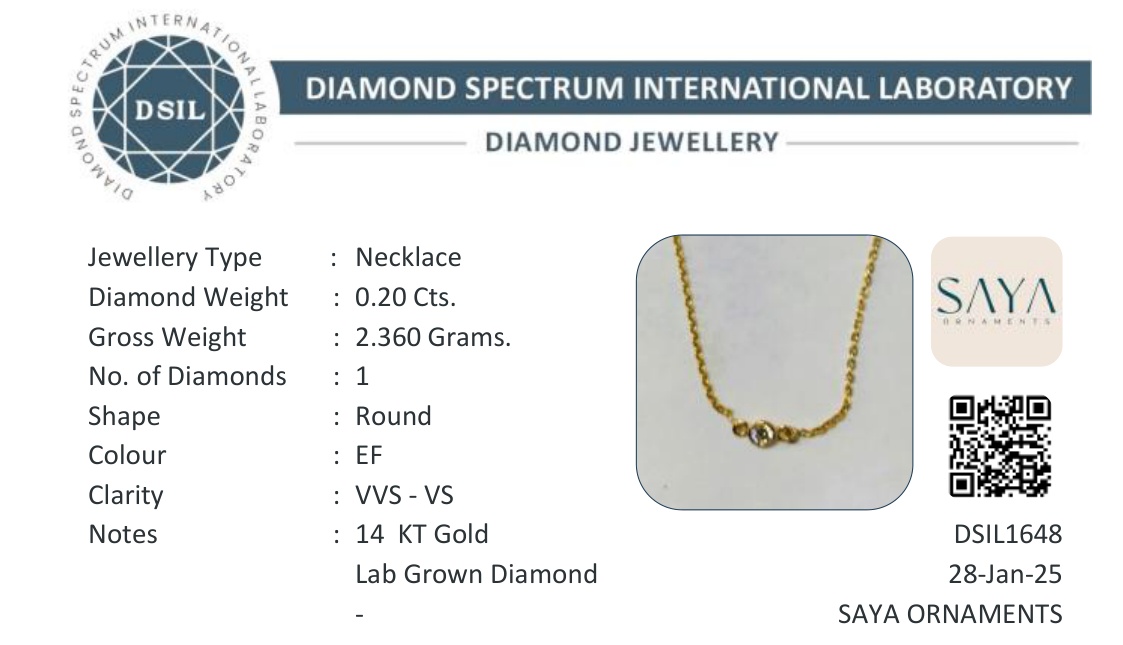 DIAMOND SPECTRUM INTERNATIONAL LABORATORY
DSIL
DIAMOND SPECTRUM INTERNATIONAL LABORATORY
DIAMOND JEWELLERY
Jewellery Type : Necklace
Diamond Weight : 0.20 Cts.
Gross Weight : 2.360 Grams.
No. of Diamonds : 1
Shape : Round
Colour : EF
Clarity : VVS - VS
Notes : 14 KT Gold
Lab Grown Diamond
-
SAYA
ORNAMENTS
DSIL1648
28-Jan-25
SAYA ORNAMENTS